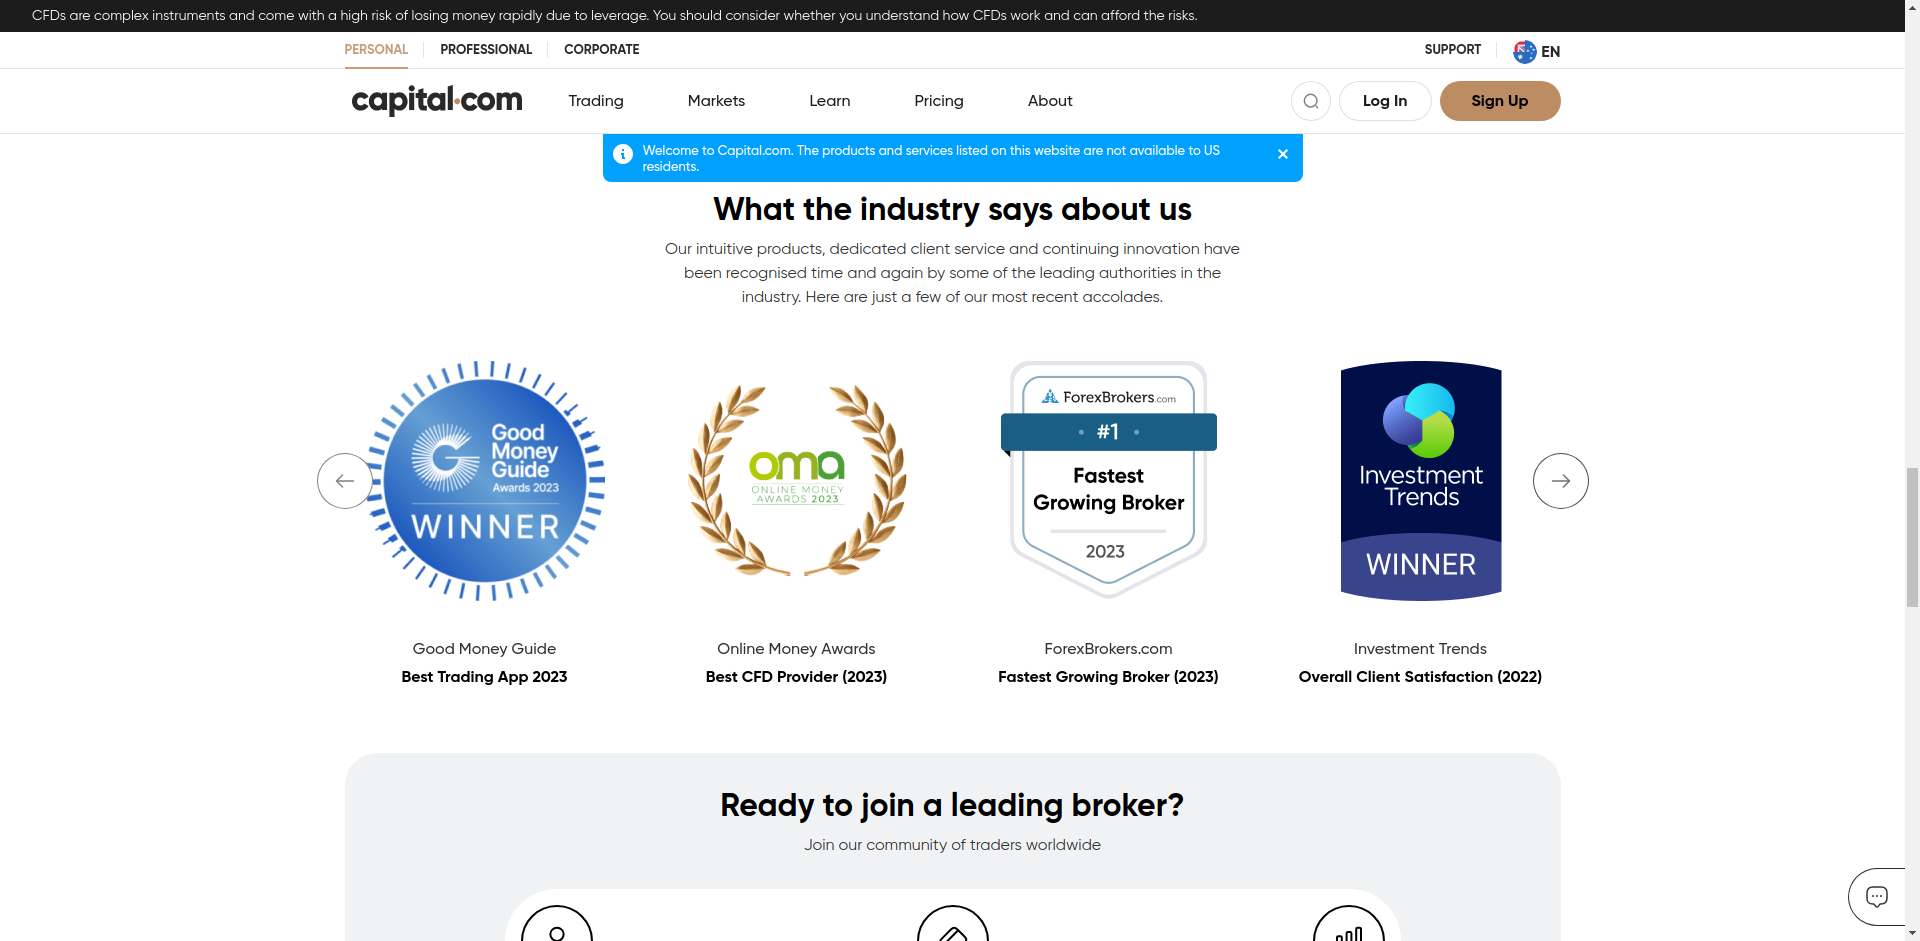 CFDs are complex instruments and come with a high risk of losing money rapidly due to leverage. You should consider whether you understand how CFDs work and can afford the risks.
PERSONAL
PROFESSIONAL
CORPORATE
SUPPORT
EN
capital.com
Trading
Markets
Learn
Pricing
About
Log In
Sign Up
Welcome to Capital.com. The products and services listed on this website are not available to US
residents.
What the industry says about us
Our intuitive products, dedicated client service and continuing innovation have
been recognised time and again by some of the leading authorities in the
industry. Here are just a few of our most recent accolades.
Good
Money
Guide
Awards 2023
WINNER
oma
ONLINE MONEY
AWARDS 2023
ForexBrokers.com
#1
Fastest
Growing Broker
2023
Investment
Trends
WINNER
Good Money Guide
Best Trading App 2023
Online Money Awards
Best CFD Provider (2023)
ForexBrokers.com
Fastest Growing Broker (2023)
Investment Trends
Overall Client Satisfaction (2022)
Ready to join a leading broker?
Join our community of traders worldwide